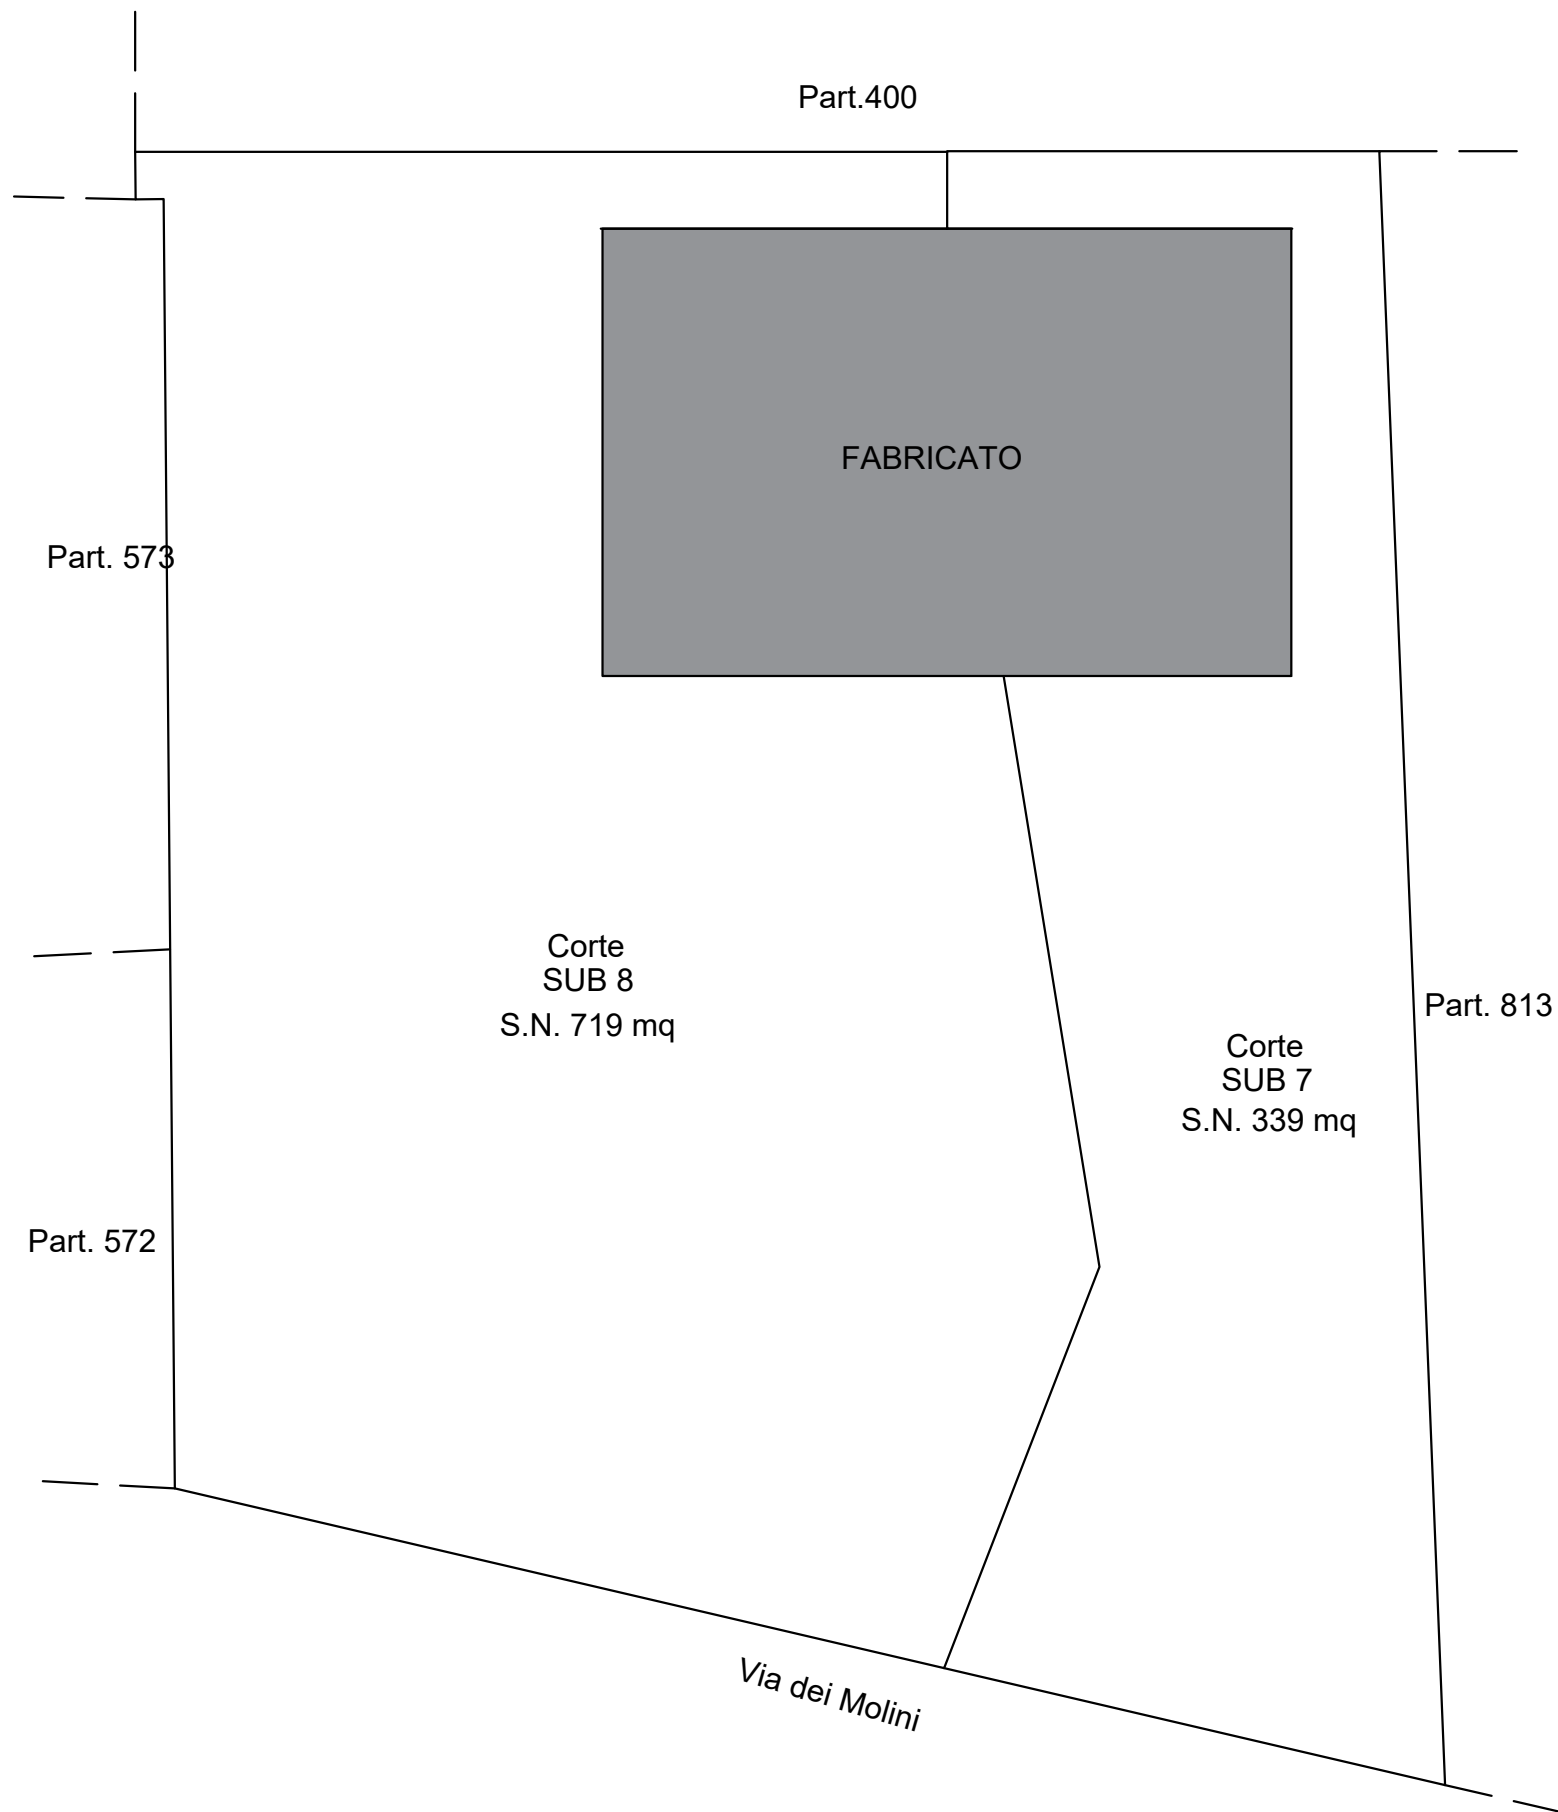 Part.400
FABRICATO
Part. 573
Corte
SUB 8
S.N. 719 mq
Part. 813
Corte
SUB 7
S.N. 339 mq
Part. 572
Via dei Molini